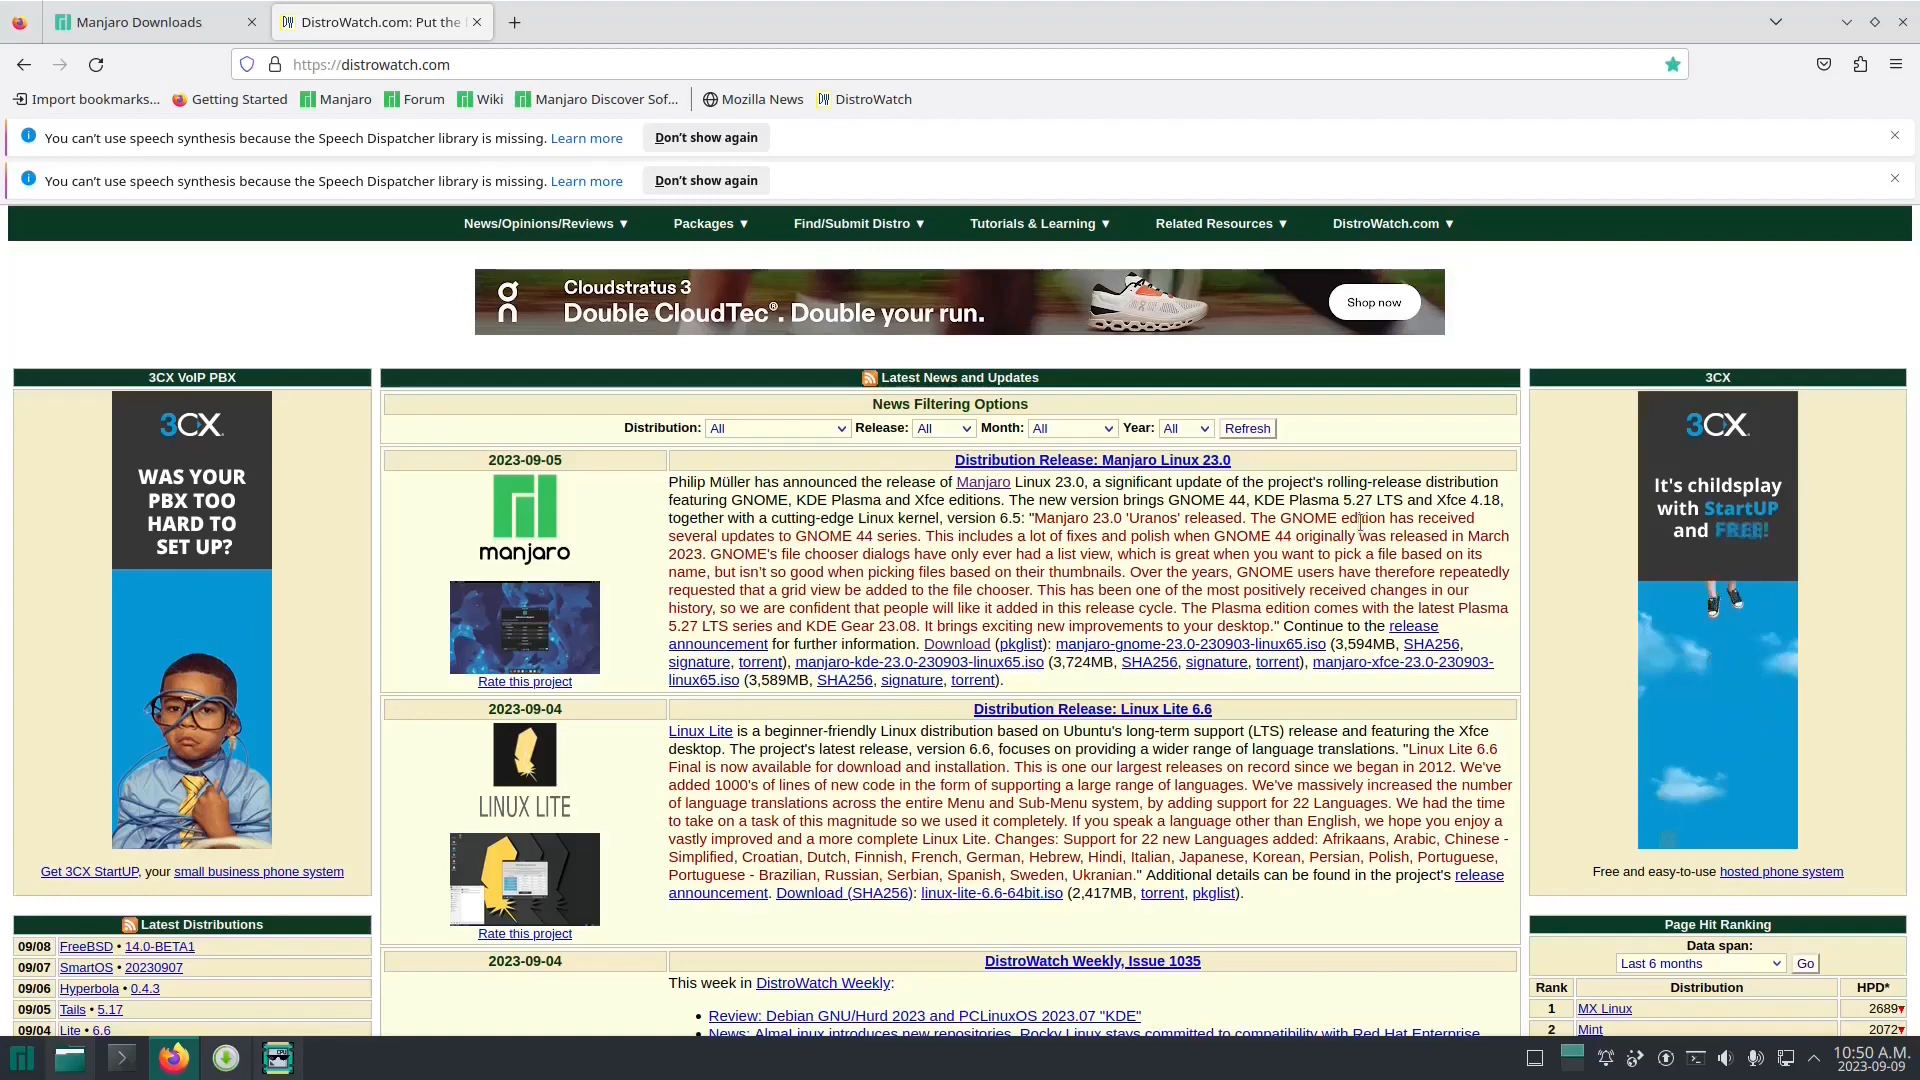 Manjaro Downloads
DistroWatch.com: Put the
https://distrowatch.com
Import bookmarks...
Getting Started
Manjaro
Forum
Wiki
Manjaro Discover Sof...
Mozilla News
DistroWatch
You can't use speech synthesis because the Speech Dispatcher library is missing. Learn more
Don't show again
You can't use speech synthesis because the Speech Dispatcher library is missing. Learn more
Don't show again
News/Opinions/Reviews ▼
Packages ▼
Find/Submit Distro ▼
Tutorials & Learning ▼
Related Resources ▼
DistroWatch.com ▼
Cloudstratus 3
Double CloudTec®. Double your run.
Shop now
3CX VoIP PBX
3CX.
WAS YOUR
PBX TOO
HARD TO
SET UP?
Get 3CX StartUP, your small business phone system
Latest Distributions
09/08 FreeBSD • 14.0-BETA1
09/07 SmartOS • 20230907
09/06 Hyperbola • 0.4.3
09/05 Tails • 5.17
09/04 Lite • 6.6
Latest News and Updates
News Filtering Options
Distribution: All Release: All Month: All Year: All Refresh
2023-09-05
manjaro
Rate this project
Distribution Release: Manjaro Linux 23.0
Philip Müller has announced the release of Manjaro Linux 23.0, a significant update of the project's rolling-release distribution
featuring GNOME, KDE Plasma and Xfce editions. The new version brings GNOME 44, KDE Plasma 5.27 LTS and Xfce 4.18,
together with a cutting-edge Linux kernel, version 6.5: "Manjaro 23.0 'Uranos' released. The GNOME edition has received
several updates to GNOME 44 series. This includes a lot of fixes and polish when GNOME 44 originally was released in March
2023. GNOME's file chooser dialogs have only ever had a list view, which is great when you want to pick a file based on its
name, but isn't so good when picking files based on their thumbnails. Over the years, GNOME users have therefore repeatedly
requested that a grid view be added to the file chooser. This has been one of the most positively received changes in our
history, so we are confident that people will like it added in this release cycle. The Plasma edition comes with the latest Plasma
5.27 LTS series and KDE Gear 23.08. It brings exciting new improvements to your desktop." Continue to the release
announcement for further information. Download (pkglist): manjaro-gnome-23.0-230903-linux65.iso (3,594MB, SHA256,
signature, torrent), manjaro-kde-23.0-230903-linux65.iso (3,724MB, SHA256, signature, torrent), manjaro-xfce-23.0-230903-
linux65.iso (3,589MB, SHA256, signature, torrent).
2023-09-04
LINUX LITE
Rate this project
Distribution Release: Linux Lite 6.6
Linux Lite is a beginner-friendly Linux distribution based on Ubuntu's long-term support (LTS) release and featuring the Xfce
desktop. The project's latest release, version 6.6, focuses on providing a wider range of language translations. "Linux Lite 6.6
Final is now available for download and installation. This is one our largest releases on record since we began in 2012. We've
added 1000's of lines of new code in the form of supporting a large range of languages. We've massively increased the number
of language translations across the entire Menu and Sub-Menu system, by adding support for 22 Languages. We had the time
to take on a task of this magnitude so we used it completely. If you speak a language other than English, we hope you enjoy a
vastly improved and a more complete Linux Lite. Changes: Support for 22 new Languages added: Afrikaans, Arabic, Chinese -
Simplified, Croatian, Dutch, Finnish, French, German, Hebrew, Hindi, Italian, Japanese, Korean, Persian, Polish, Portuguese,
Portuguese - Brazilian, Russian, Serbian, Spanish, Sweden, Ukranian." Additional details can be found in the project's release
announcement. Download (SHA256): linux-lite-6.6-64bit.iso (2,417MB, torrent, pkglist).
2023-09-04
DistroWatch Weekly, Issue 1035
This week in DistroWatch Weekly:
• Review: Debian GNU/Hurd 2023 and PCLinuxOS 2023.07 "KDE"
• News: AlmaLinux introduces new repositories, Rocky Linux stays committed to compatibility with Red Hat Enterprise
3CX
3CX.
It's childsplay
with StartUP
and FREE!
Free and easy-to-use hosted phone system
Page Hit Ranking
Data span:
Last 6 months Go
Rank Distribution HPD*
1 MX Linux 2689▼
2 Mint 2072▼
CPU
10:50 A.M.
2023-09-09